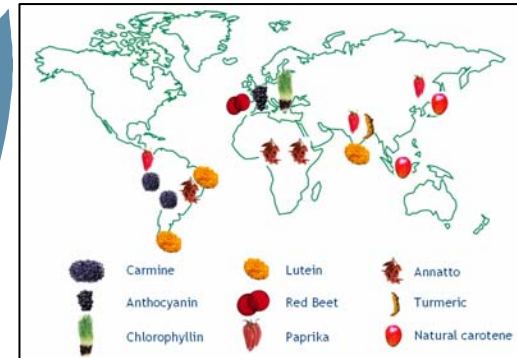 Carmine Lutein Annatto
Anthocyanin Red Beet Turmeric
Chlorophyllin Paprika Natural carotene